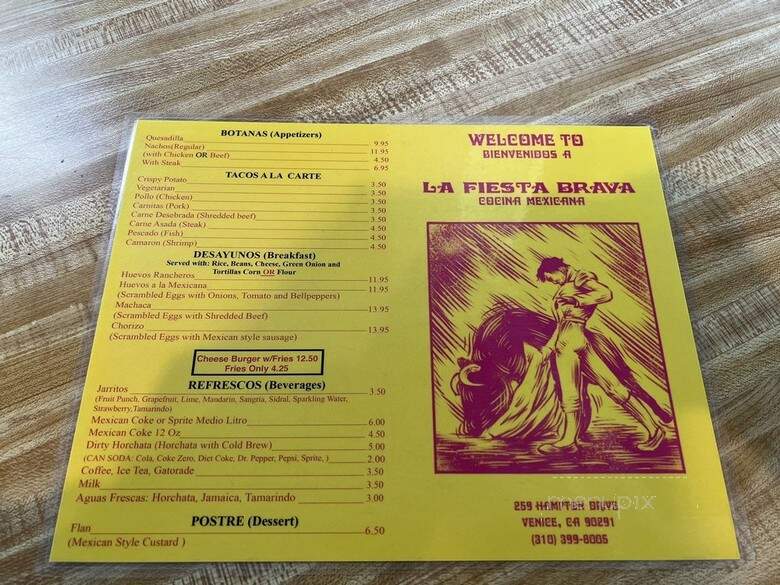 BOTANAS (Appetizers)
Quesadilla 9.95
Nachos(Regular) 11.95
(with Chicken OR Beef) 4.50
With Steak 6.95
TACOS A LA CARTE
Crispy Potato 3.50
Vegetarian 3.50
Pollo (Chicken) 3.50
Carnitas (Pork) 3.50
Carne Desebrada (Shredded beef) 3.50
Carne Asada (Steak) 4.50
Pescado (Fish) 4.50
Camaron (Shrimp) 4.50
DESAYUNOS (Breakfast)
Served with: Rice, Beans, Cheese, Green Onion and
Tortillas Corn OR Flour
Huevos Rancheros 11.95
Huevos a la Mexicana 11.95
(Scrambled Eggs with Onions, Tomato and Bellpeppers)
Machaca 13.95
(Scrambled Eggs with Shredded Beef)
Chorizo 13.95
(Scrambled Eggs with Mexican style sausage)
Cheese Burger w/Fries 12.50
Fries Only 4.25
REFRESCOS (Beverages)
Jarritos 3.50
(Fruit Punch, Grapefruit, Lime, Mandarin, Sangria, Sidral, Sparkling Water,
Strawberry,Tamarindo)
Mexican Coke or Sprite Medio Litro 6.00
Mexican Coke 12 Oz 4.50
Dirty Horchata (Horchata with Cold Brew) 5.00
(CAN SODA: Cola, Coke Zero, Diet Coke, Dr. Pepper, Pepsi, Sprite, ) 2.00
Coffee, Ice Tea, Gatorade 3.50
Milk 3.50
Aguas Frescas: Horchata, Jamaica, Tamarindo 3.00
POSTRE (Dessert)
Flan 6.50
(Mexican Style Custard )
WELCOME TO
BIENVENIDOS A
LA FIESTA BRAVA
COCINA MEXICANA
menupix
259 HAMPTON DRIVE
VENICE, CA 90291
(310) 399-8005